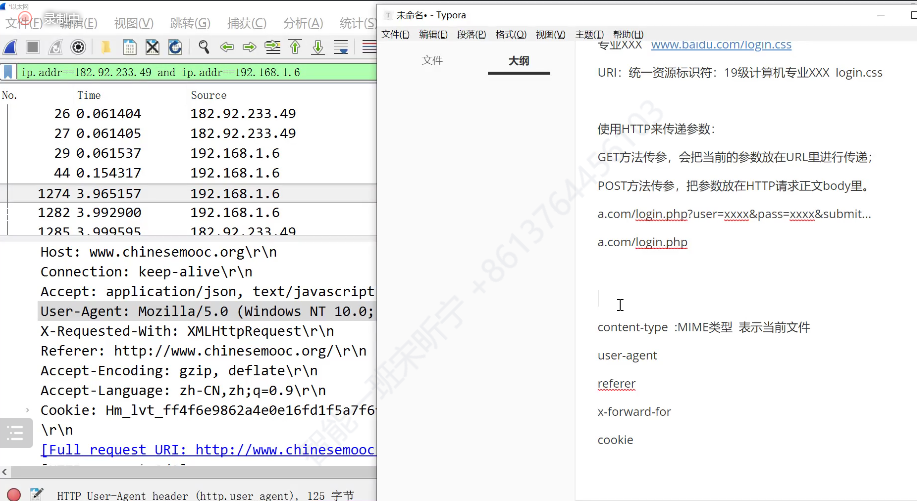 以太网
录制中
文件(F) 编辑(E) 视图(V) 跳转(G) 捕获(C) 分析(A) 统计(S)
ip.addr==182.92.233.49 and ip.addr==192.168.1.6
No. Time Source
26 0.061404 182.92.233.49
27 0.061405 182.92.233.49
29 0.061537 192.168.1.6
44 0.154317 192.168.1.6
1274 3.965157 192.168.1.6
1282 3.992900 192.168.1.6
1285 3.999595 182.92.233.49
Host: www.chinesemooc.org\r\n
Connection: keep-alive\r\n
Accept: application/json, text/javascript
User-Agent: Mozilla/5.0 (Windows NT 10.0;
X-Requested-With: XMLHttpRequest\r\n
Referer: http://www.chinesemooc.org/\r\n
Accept-Encoding: gzip, deflate\r\n
Accept-Language: zh-CN,zh;q=0.9\r\n
Cookie: Hm_lvt_ff4f6e9862a4e0e16fd1f5a7f6
\r\n
[Full request URI: http://www.chinesemooc
HTTP User-Agent header (http.user_agent), 125 字节
未命名• - Typora
文件(F) 编辑(E) 段落(P) 格式(O) 视图(V) 主题(T) 帮助(H)
文件 大纲
专业XXX www.baidu.com/login.css
URI：统一资源标识符：19级计算机专业XXX login.css
使用HTTP来传递参数：
GET方法传参，会把当前的参数放在URL里进行传递；
POST方法传参，把参数放在HTTP请求正文body里。
a.com/login.php?user=xxxx&pass=xxxx&submit...
a.com/login.php
content-type :MIME类型 表示当前文件
user-agent
referer
x-forward-for
cookie
班宋昕宁 +8613764456103